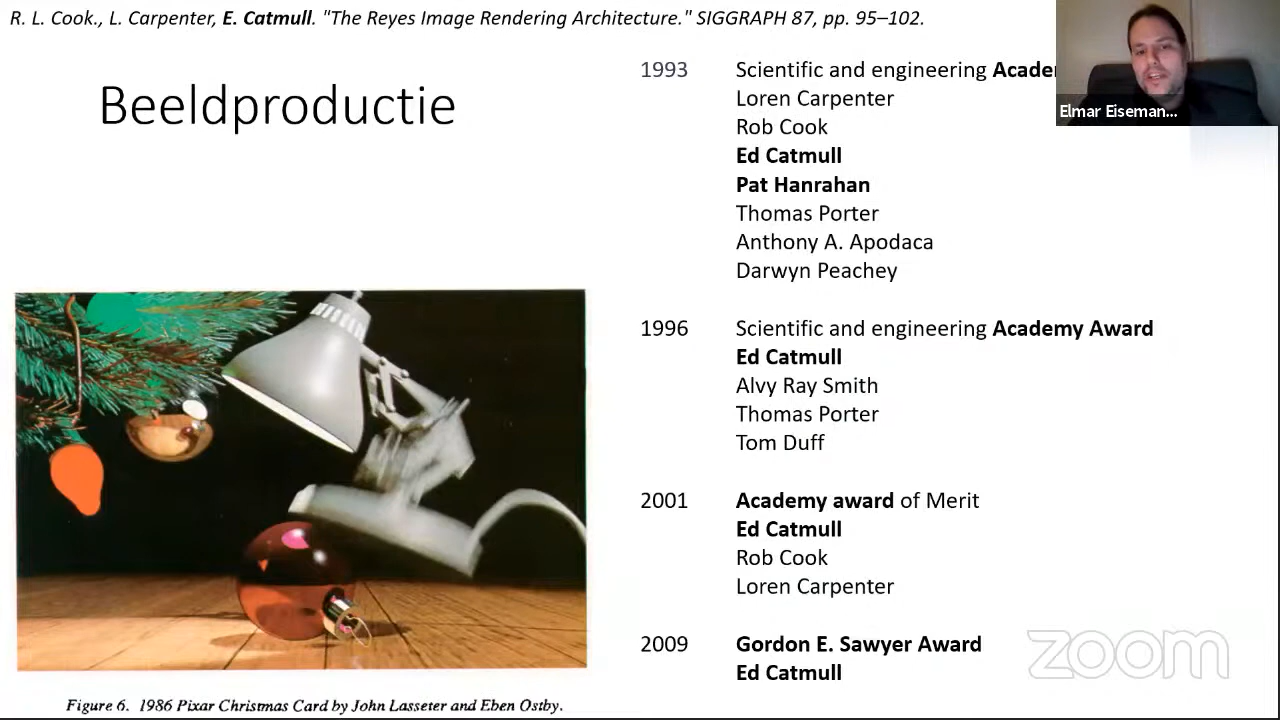 R. L. Cook., L. Carpenter, E. Catmull. "The Reyes Image Rendering Architecture." SIGGRAPH 87, pp. 95–102.
Beeldproductie
1993 Scientific and engineering
Loren Carpenter
Rob Cook
Ed Catmull
Pat Hanrahan
Thomas Porter
Anthony A. Apodaca
Darwyn Peachey
1996 Scientific and engineering Academy Award
Ed Catmull
Alvy Ray Smith
Thomas Porter
Tom Duff
2001 Academy award of Merit
Ed Catmull
Rob Cook
Loren Carpenter
2009 Gordon E. Sawyer Award
Ed Catmull
Figure 6. 1986 Pixar Christmas Card by John Lasseter and Eben Ostby.
Elmar Eiseman...
zoom